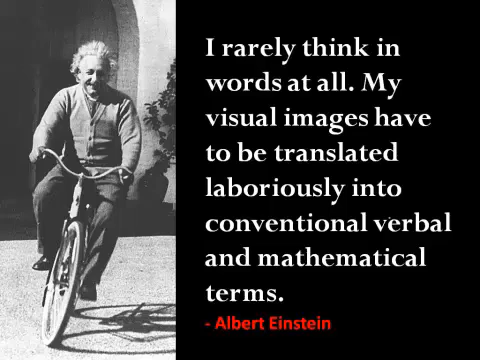 I rarely think in
words at all. My
visual images have
to be translated
laboriously into
conventional verbal
and mathematical
terms.
- Albert Einstein